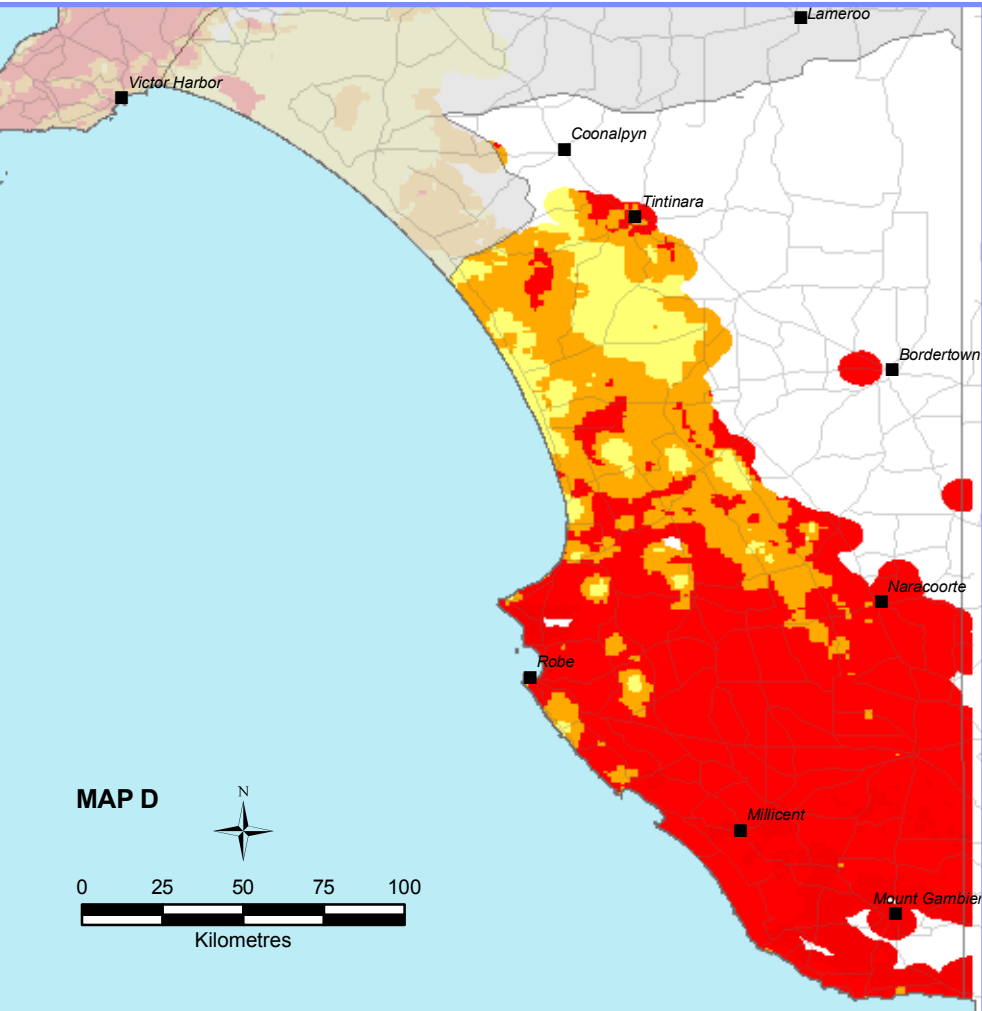 Lameroo
Victor Harbor
Coonalpyn
Tintinara
Bordertown
Naracoorte
Robe
MAP D
N
Millicent
0 25 50 75 100
Kilometres
Mount Gambier